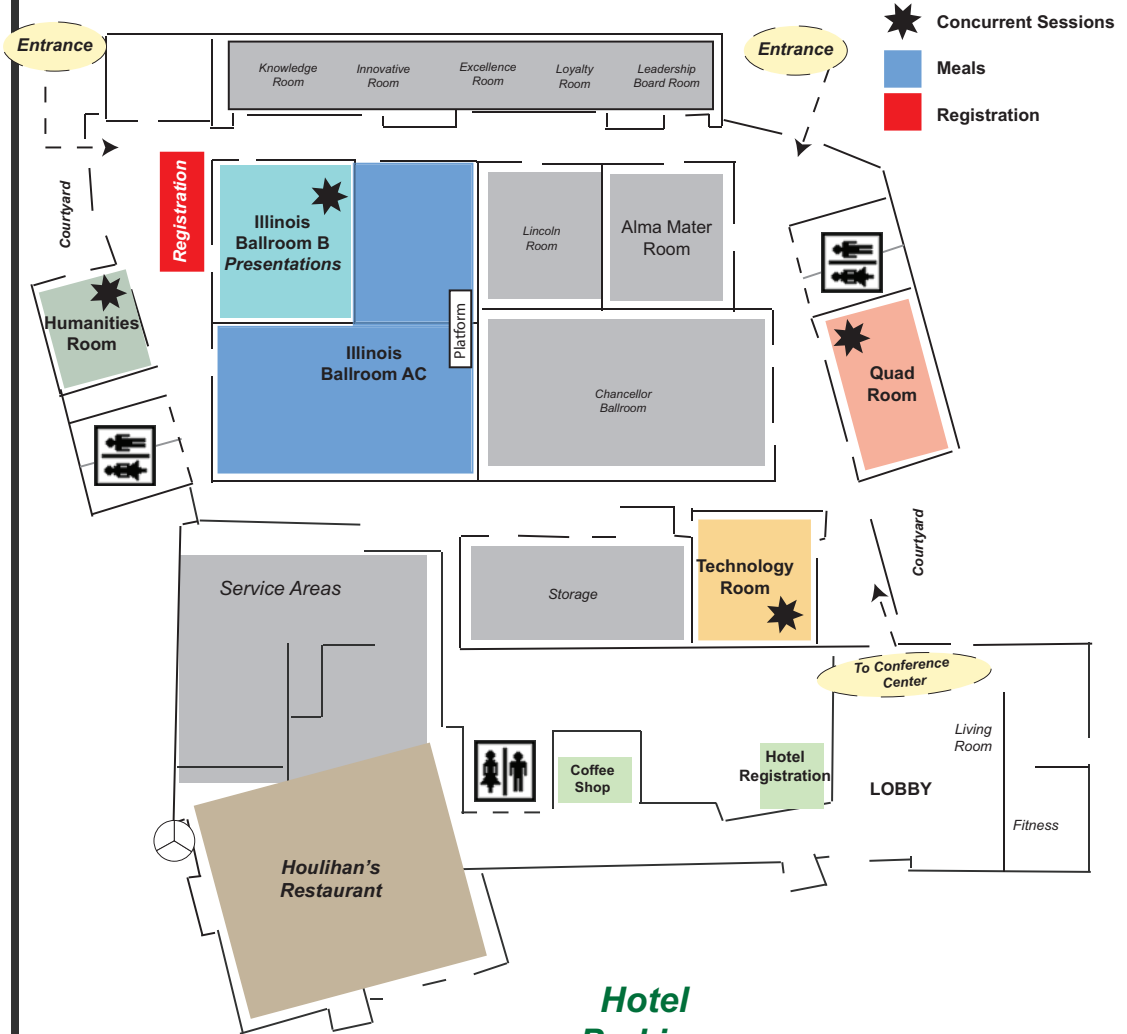 Entrance
Entrance
Concurrent Sessions
Meals
Registration
Knowledge
Room
Innovative
Room
Excellence
Room
Loyalty
Room
Leadership
Board Room
Courtyard
Registration
Illinois
Ballroom B
Presentations
Lincoln
Room
Alma Mater
Room
Humanities
Room
Platform
Illinois
Ballroom AC
Chancellor
Ballroom
Quad
Room
Service Areas
Storage
Technology
Room
Courtyard
To Conference
Center
Living
Room
Coffee
Shop
Hotel
Registration
LOBBY
Fitness
Houlihan's
Restaurant
Hotel